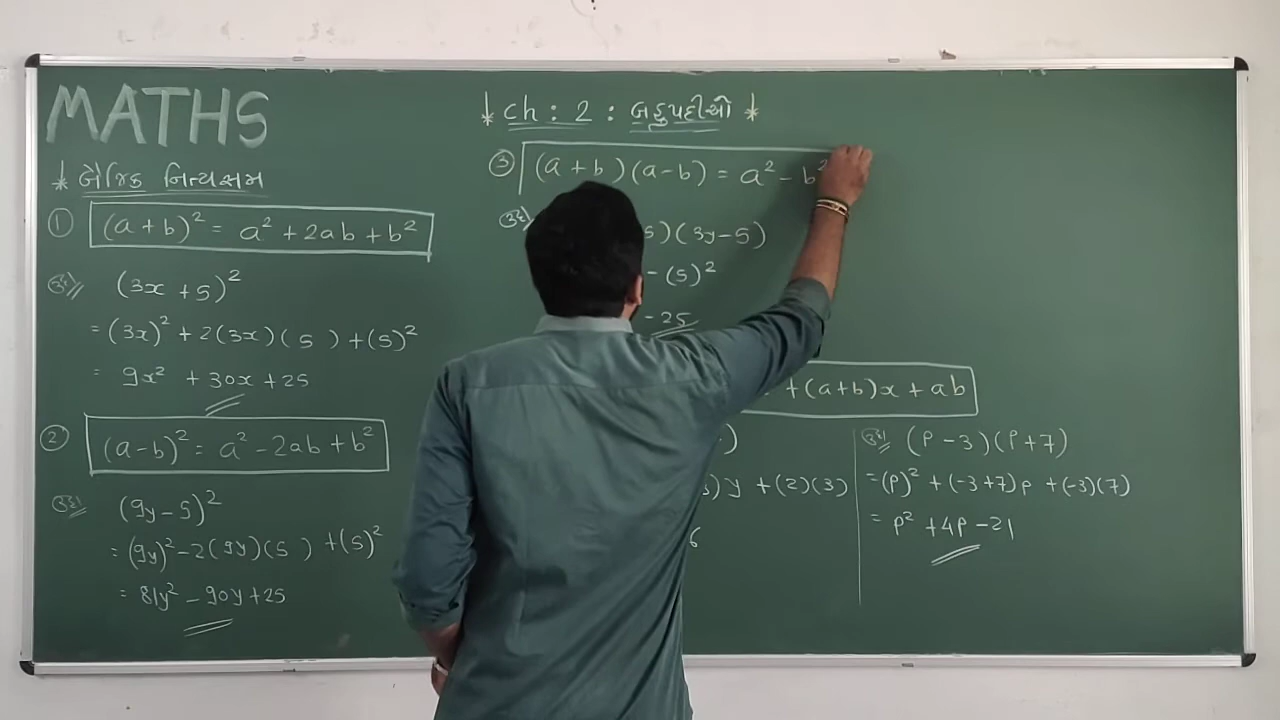 MATHS
* Ch : 2 : બહુપદીઓ *
* બૈજિક નિત્યસમ
① (a+b)² = a² + 2ab + b²
ઉદા (3x + 5)²
= (3x)² + 2(3x)(5) + (5)²
= 9x² + 30x + 25
② (a-b)² = a² - 2ab + b²
ઉદા (9y - 5)²
= (9y)² - 2(9y)(5) + (5)²
= 81y² - 90y + 25
③ (a + b)(a - b) = a² - b²
ઉદા 5)(3y - 5)
- (5)²
- 25
+ (a+b)x + ab
)
)y + (2)(3)
6
ઉદા (P - 3)(P + 7)
= (P)² + (-3+7)P + (-3)(7)
= P² + 4P - 21